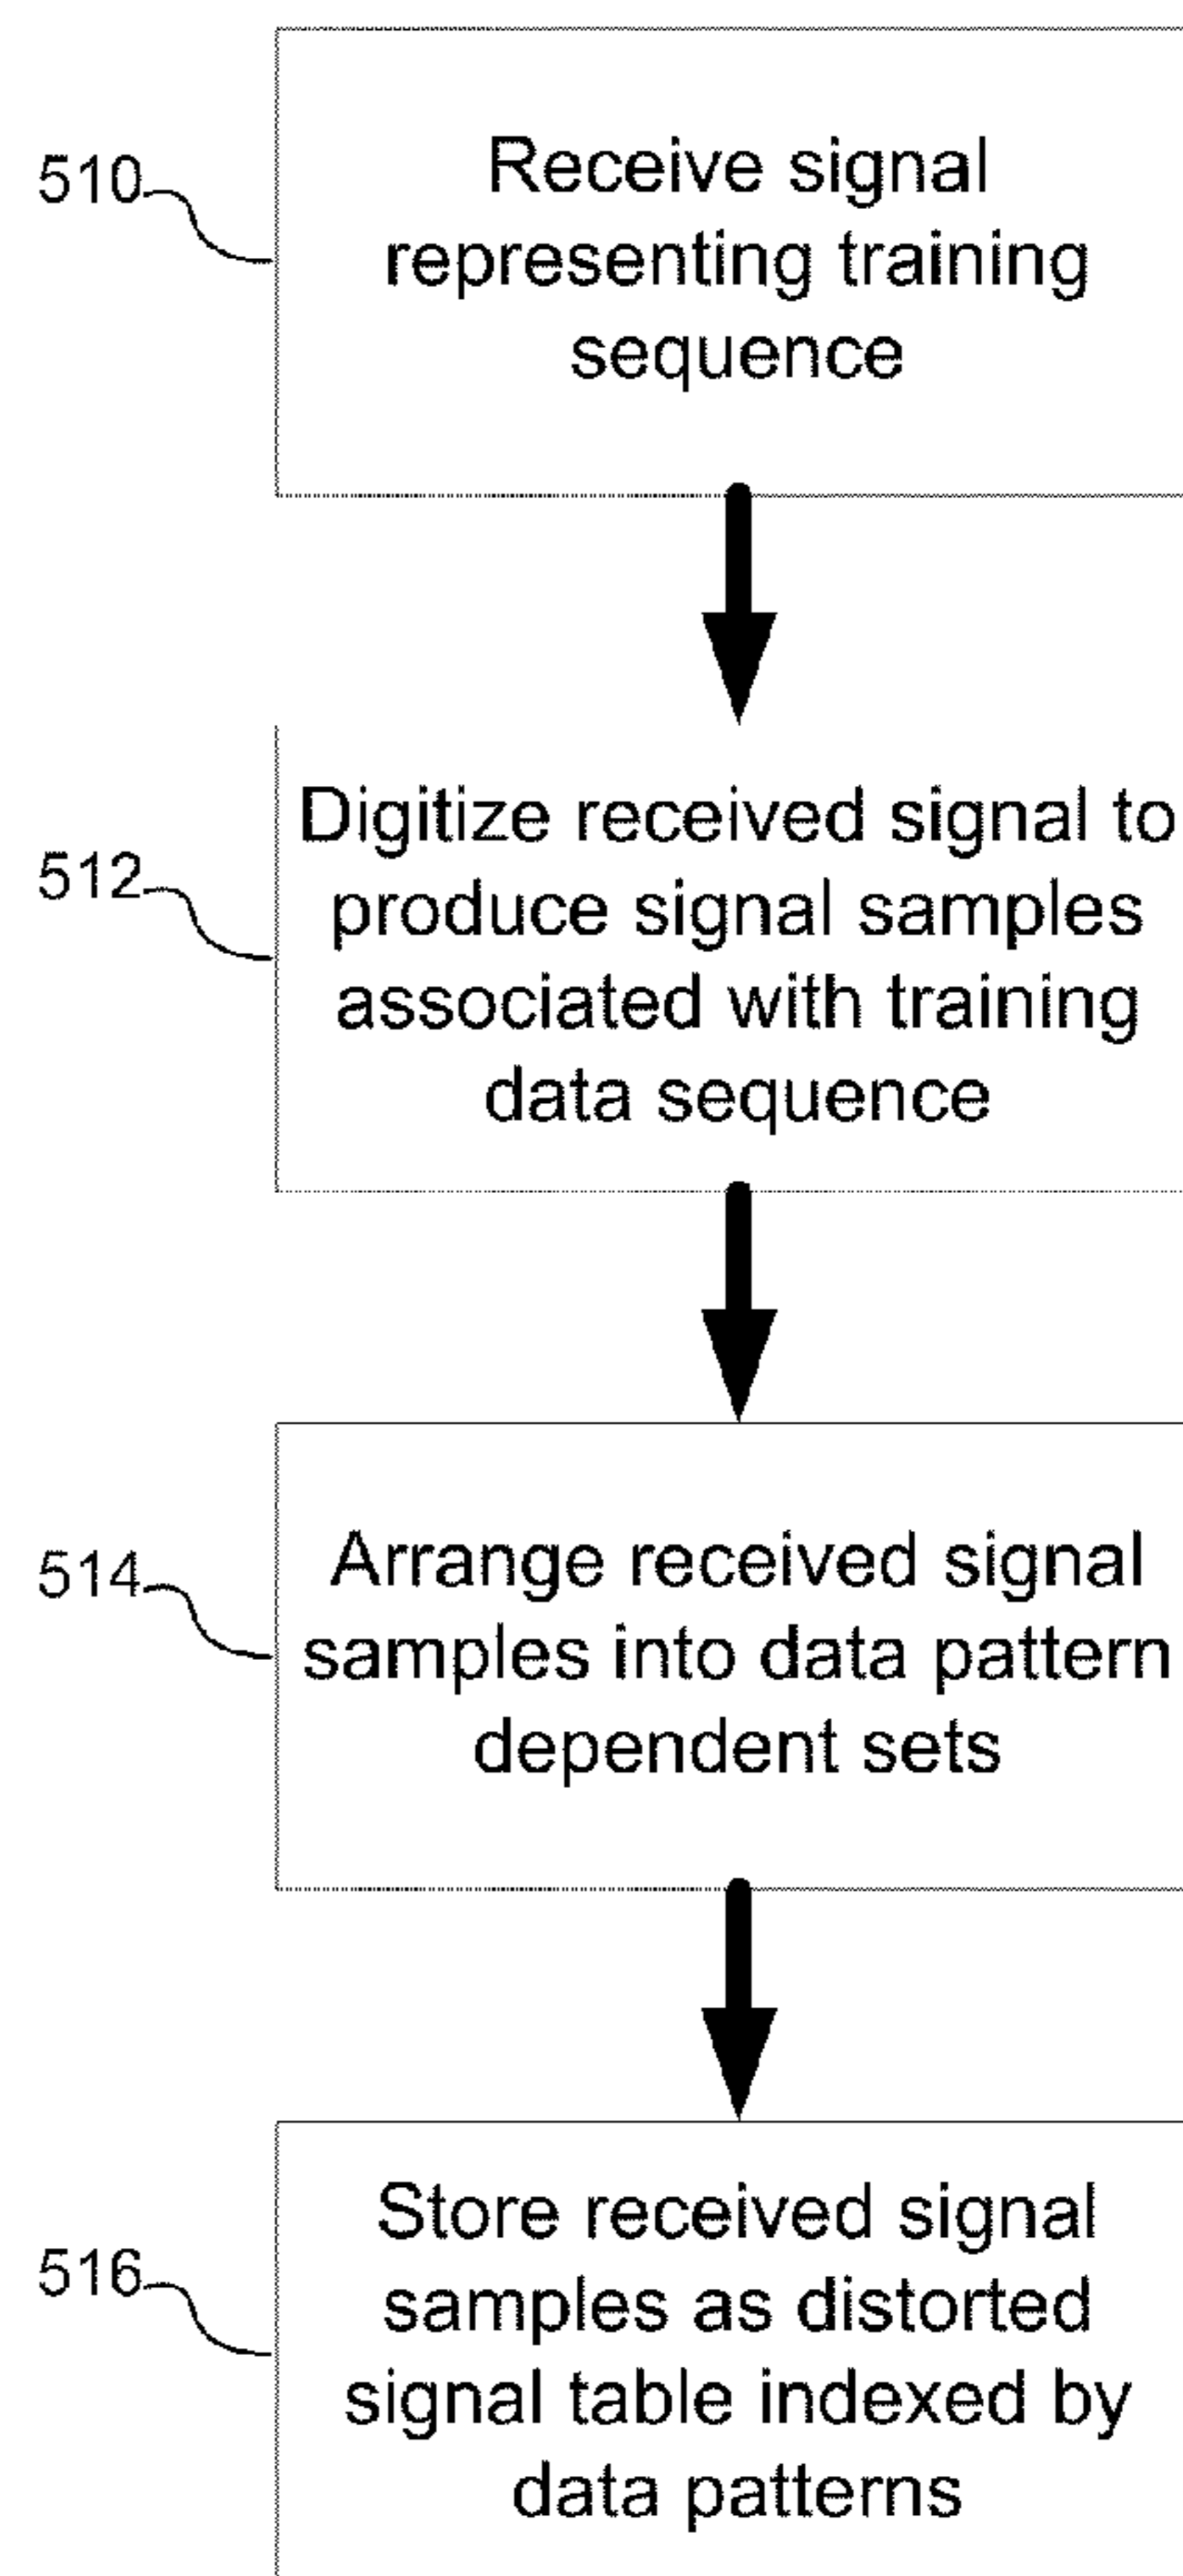 510
Receive signal
representing training
sequence
512
Digitize received signal to
produce signal samples
associated with training
data sequence
514
Arrange received signal
samples into data pattern
dependent sets
516
Store received signal
samples as distorted
signal table indexed by
data patterns